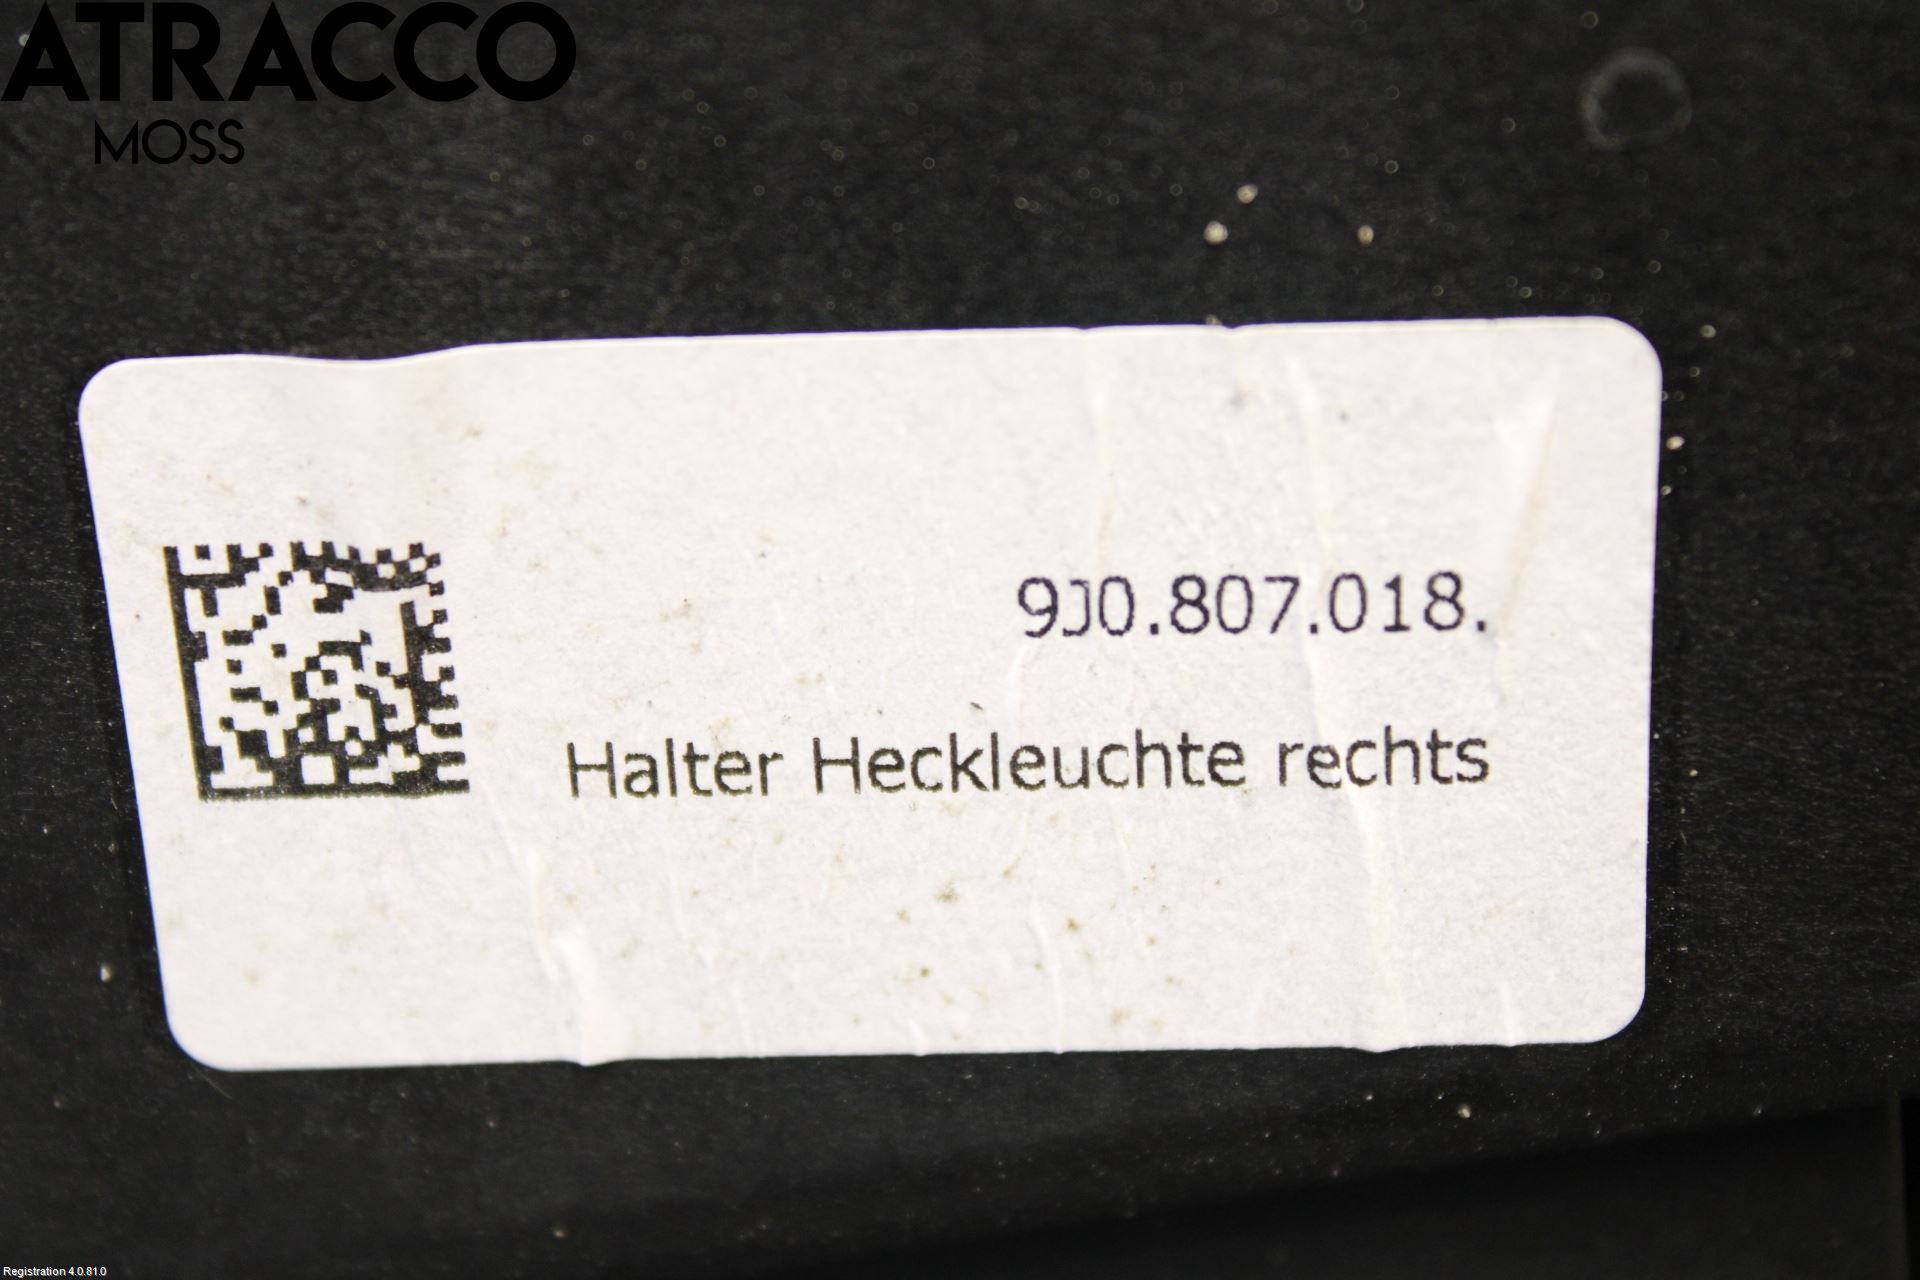 ATRACCO
MOSS
9J0.807.018.
Halter Heckleuchte rechts
Registration 4.0.81.0